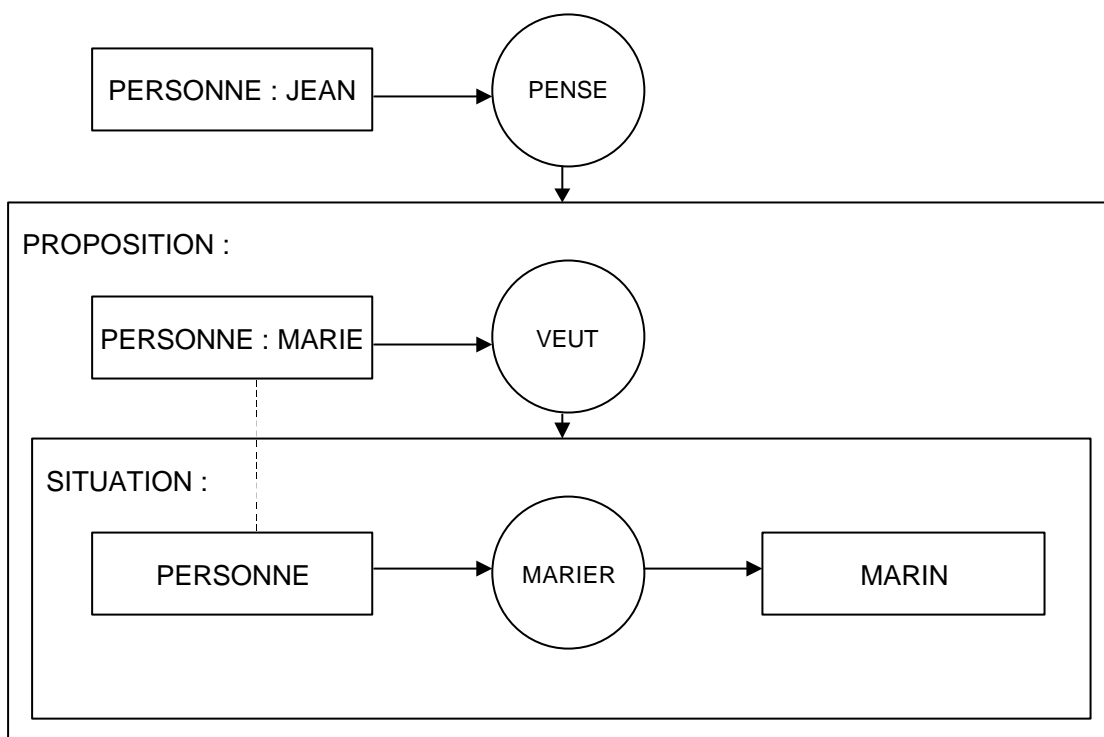 PERSONNE : JEAN
PENSE
PROPOSITION :
PERSONNE : MARIE
VEUT
SITUATION :
PERSONNE
MARIER
MARIN